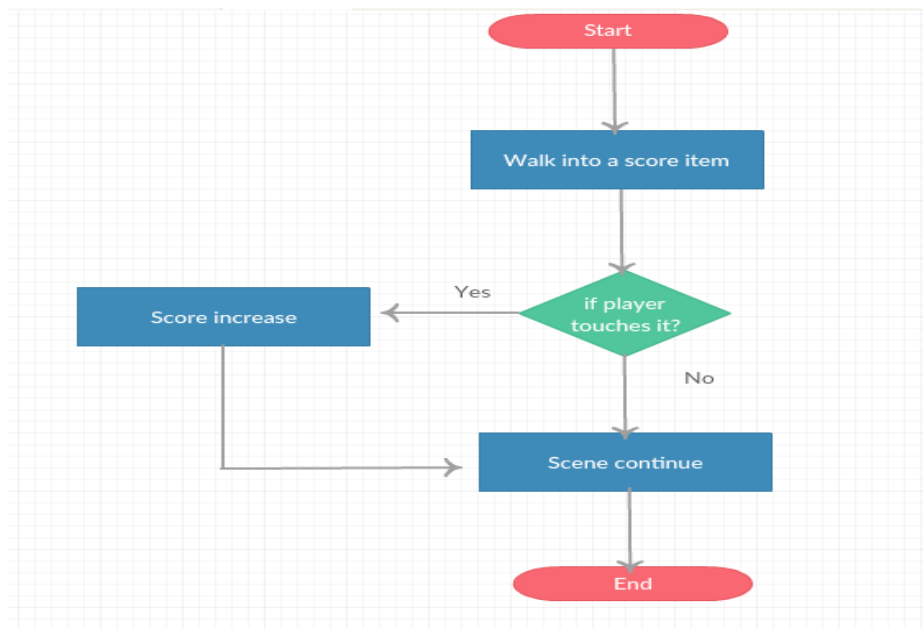 Start
Walk into a score item
if player
touches it?
Yes
Score increase
No
Scene continue
End